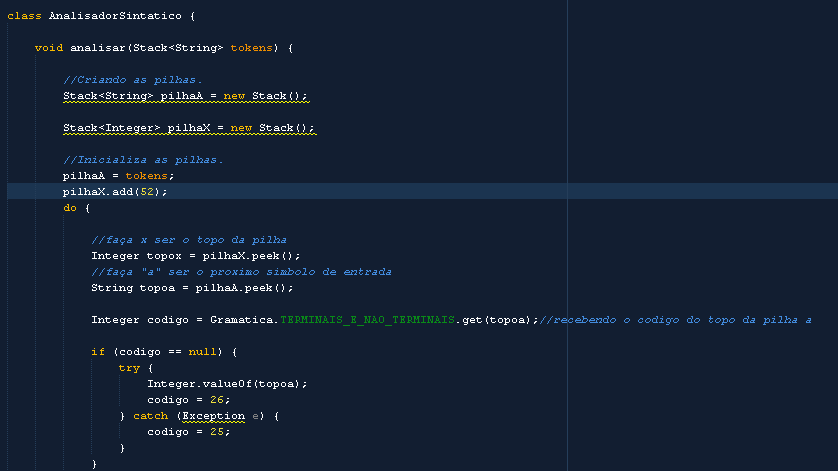 class AnalisadorSintatico {
void analisar(Stack<String> tokens) {
//Criando as pilhas.
Stack<String> pilhaA = new Stack();
Stack<Integer> pilhaX = new Stack();
//Inicializa as pilhas.
pilhaA = tokens;
pilhaX.add(52);
do {
//faça x ser o topo da pilha
Integer topox = pilhaX.peek();
//faça "a" ser o proximo simbolo de entrada
String topoa = pilhaA.peek();
Integer codigo = Gramatica.TERMINAIS_E_NAO_TERMINAIS.get(topoa);//recebendo o codigo do topo da pilha a
if (codigo == null) {
try {
Integer.valueOf(topoa);
codigo = 26;
} catch (Exception e) {
codigo = 25;
}
}